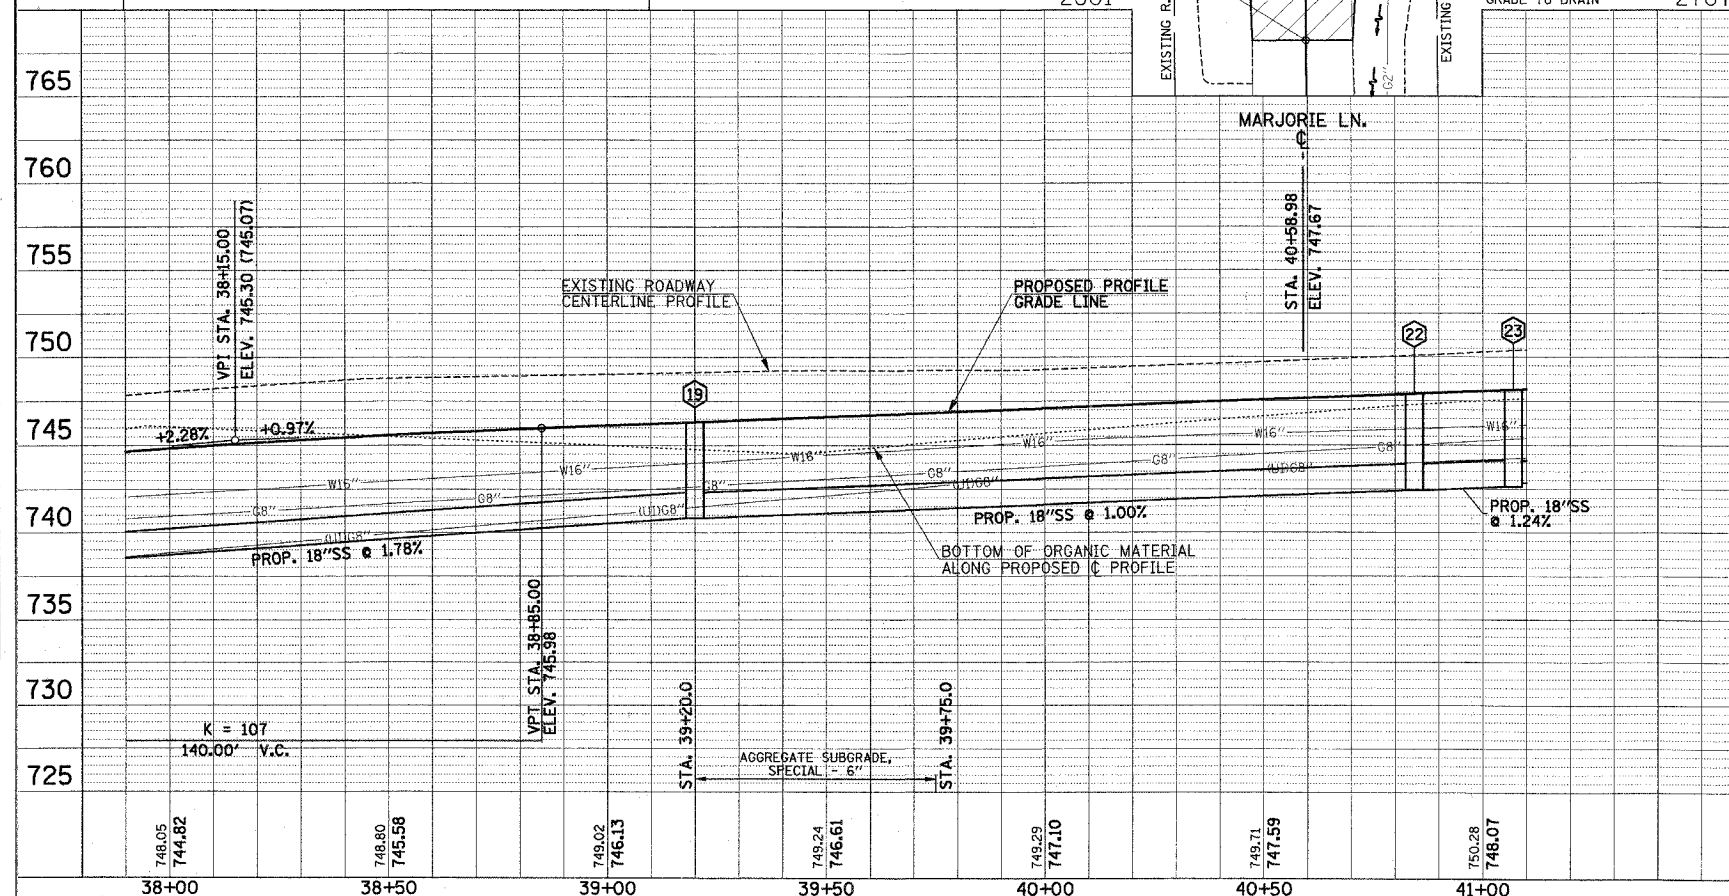 EXISTING R.
EXISTING
G2"
765
760
755
750
745
740
735
730
725
MARJORIE LN.
℄
STA. 40+58.98
ELEV. 747.67
VPI STA. 38+15.00
ELEV. 745.30 (745.07)
EXISTING ROADWAY
CENTERLINE PROFILE
PROPOSED PROFILE
GRADE LINE
19
22
23
+2.28%
+0.97%
W16"
W16"
W16"
W16"
W16"
W16"
G8"
G8"
G8"
G8"
G8"
G8"
(U)G8"
(U)G8"
(U)G8"
(U)G8"
PROP. 18"SS @ 1.78%
PROP. 18"SS @ 1.00%
PROP. 18"SS
@ 1.24%
BOTTOM OF ORGANIC MATERIAL
ALONG PROPOSED ℄ PROFILE
VPT STA. 38+85.00
ELEV. 745.98
K = 107
140.00' V.C.
STA. 39+20.0
AGGREGATE SUBGRADE,
SPECIAL - 6"
STA. 39+75.0
748.05
744.82
748.80
745.58
749.02
746.13
749.24
746.61
749.29
747.10
749.71
747.59
750.28
748.07
38+00 38+50 39+00 39+50 40+00 40+50 41+00